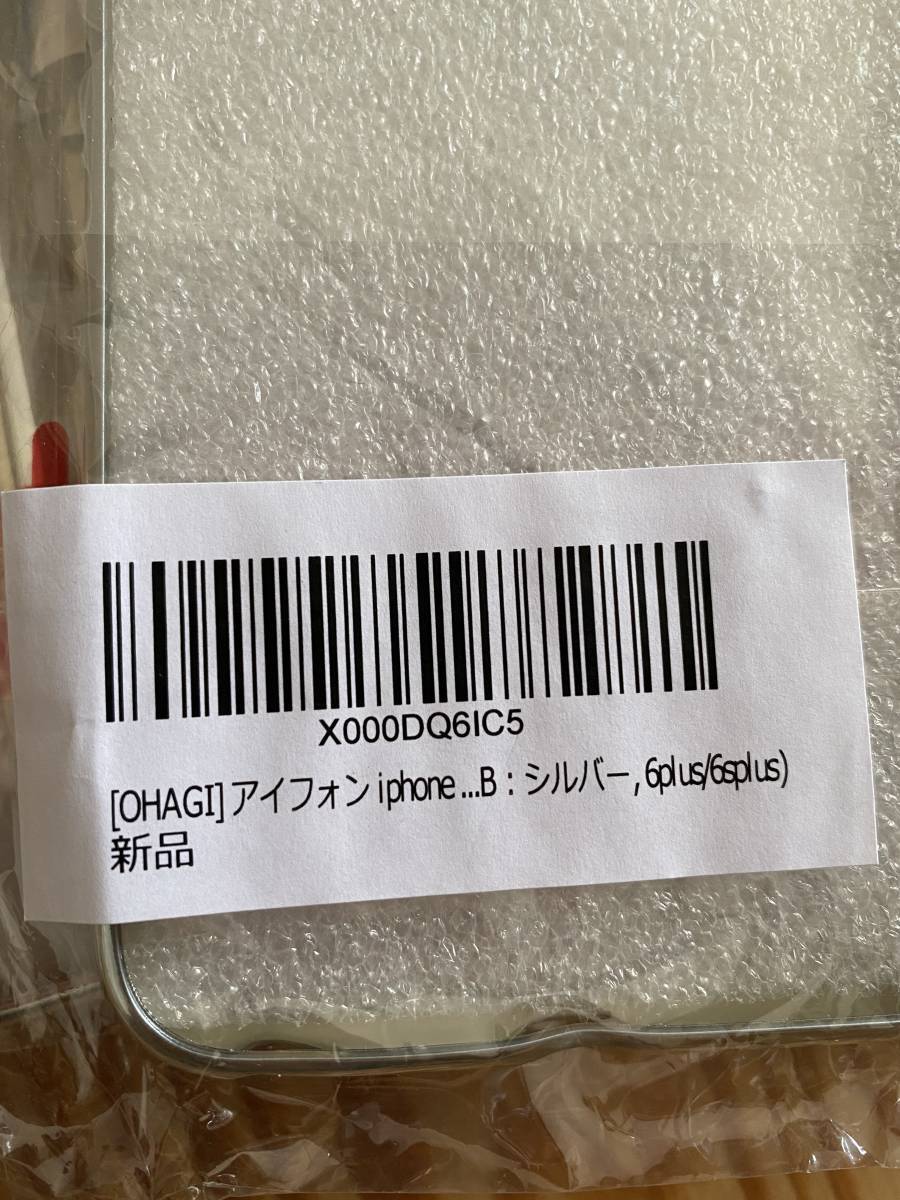 X000DQ6IC5
[OHAGI]アイフォン iphone ...B : シルバー, 6plus/6splus)
新品